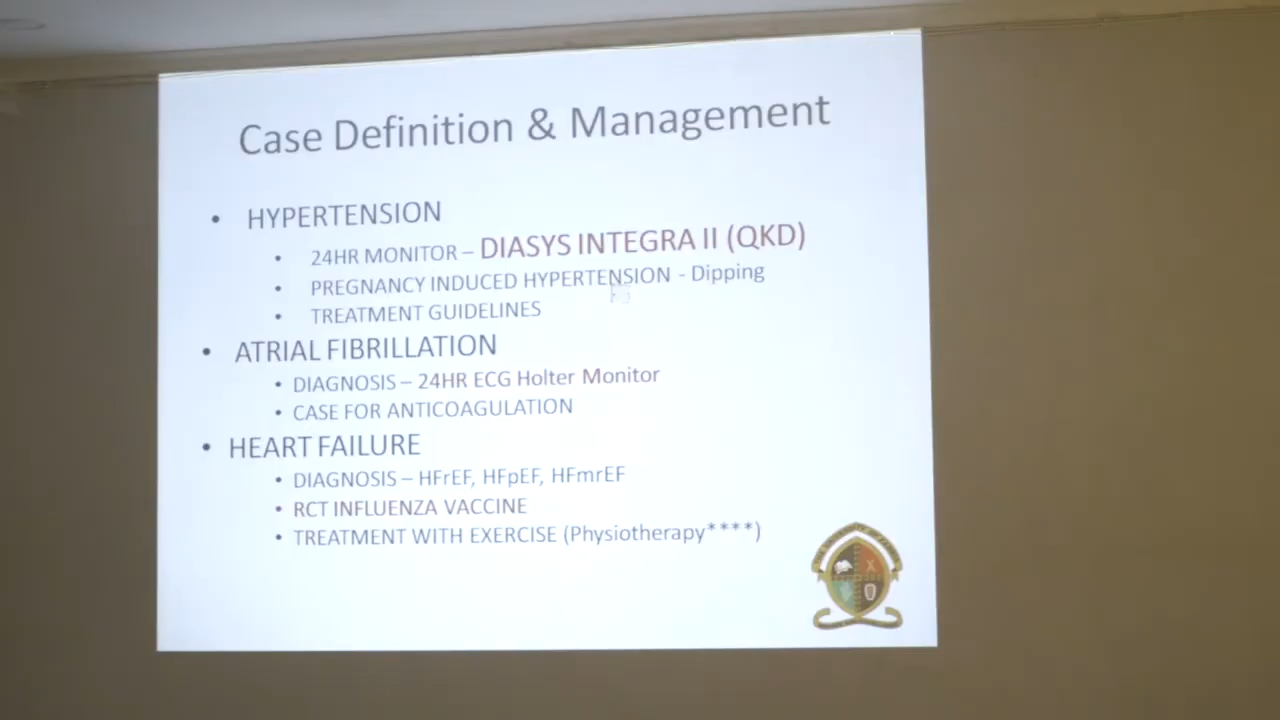 Case Definition & Management
• HYPERTENSION
• 24HR MONITOR – DIASYS INTEGRA II (QKD)
• PREGNANCY INDUCED HYPERTENSION - Dipping
• TREATMENT GUIDELINES
• ATRIAL FIBRILLATION
• DIAGNOSIS – 24HR ECG Holter Monitor
• CASE FOR ANTICOAGULATION
• HEART FAILURE
• DIAGNOSIS – HFrEF, HFpEF, HFmrEF
• RCT INFLUENZA VACCINE
• TREATMENT WITH EXERCISE (Physiotherapy****)